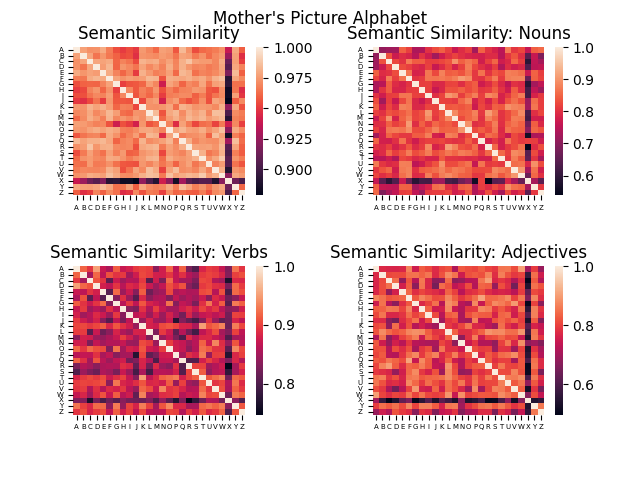 Mother's Picture Alphabet
Semantic Similarity
Semantic Similarity: Nouns
A
B
C
D
E
F
G
H
I
J
K
L
M
N
O
P
Q
R
S
T
U
V
W
X
Y
Z
1.000
0.975
0.950
0.925
0.900
1.0
0.9
0.8
0.7
0.6
A B C D E F G H I J K L M N O P Q R S T U V W X Y Z
A B C D E F G H I J K L M N O P Q R S T U V W X Y Z
Semantic Similarity: Verbs
Semantic Similarity: Adjectives
1.0
0.9
0.8
1.0
0.8
0.6
A B C D E F G H I J K L M N O P Q R S T U V W X Y Z
A B C D E F G H I J K L M N O P Q R S T U V W X Y Z